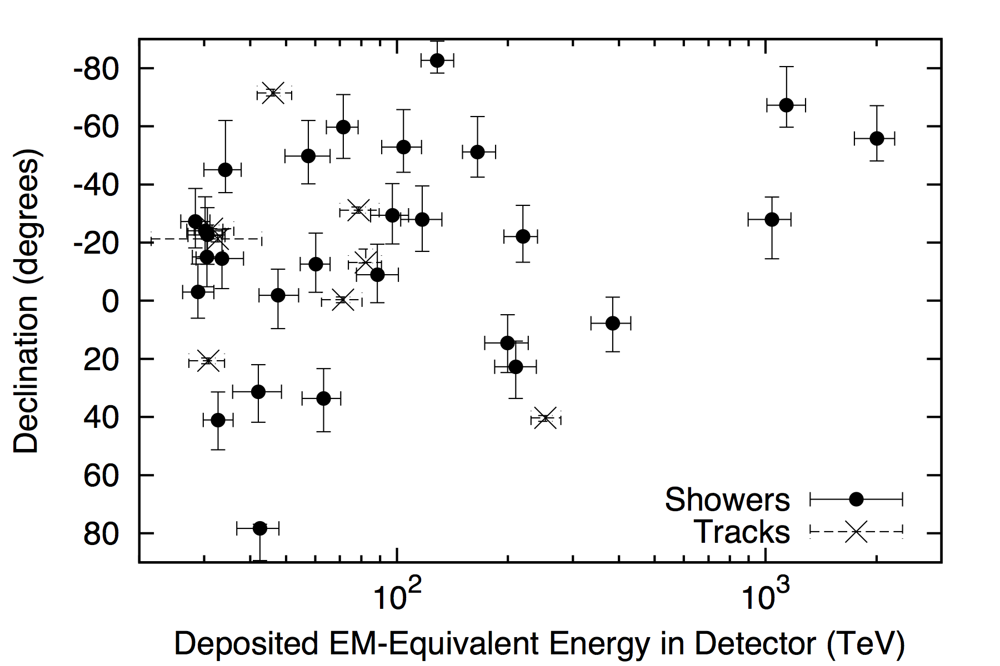 -80
-60
-40
-20
0
20
40
60
80
Declination (degrees)
Showers
Tracks
10²
10³
Deposited EM-Equivalent Energy in Detector (TeV)